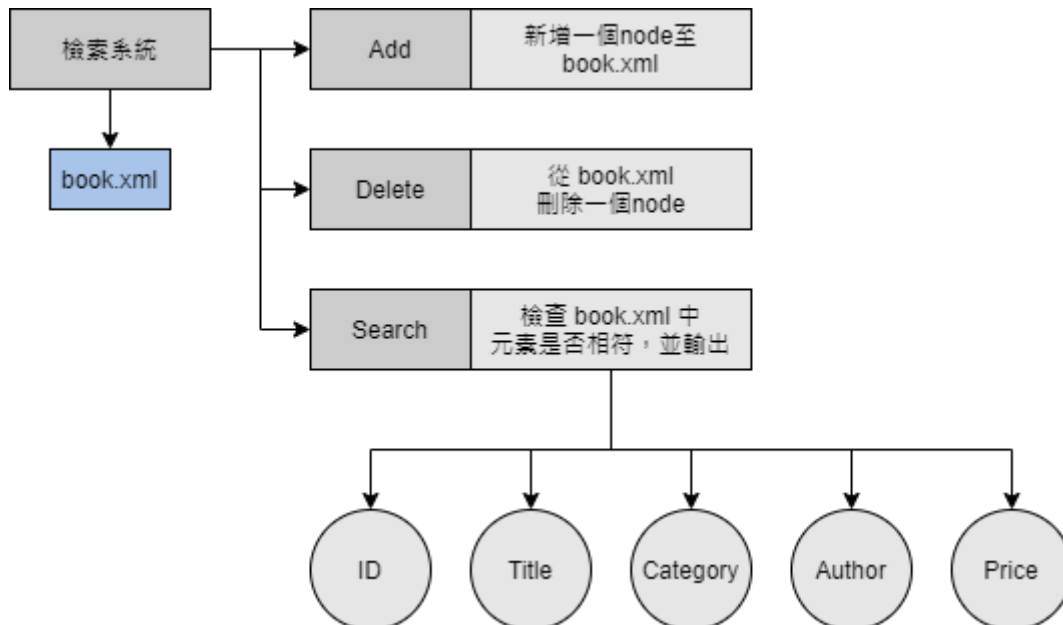 檢索系統
Add
新增一個node至
book.xml
book.xml
Delete
從 book.xml
刪除一個node
Search
檢查 book.xml 中
元素是否相符，並輸出
ID
Title
Category
Author
Price